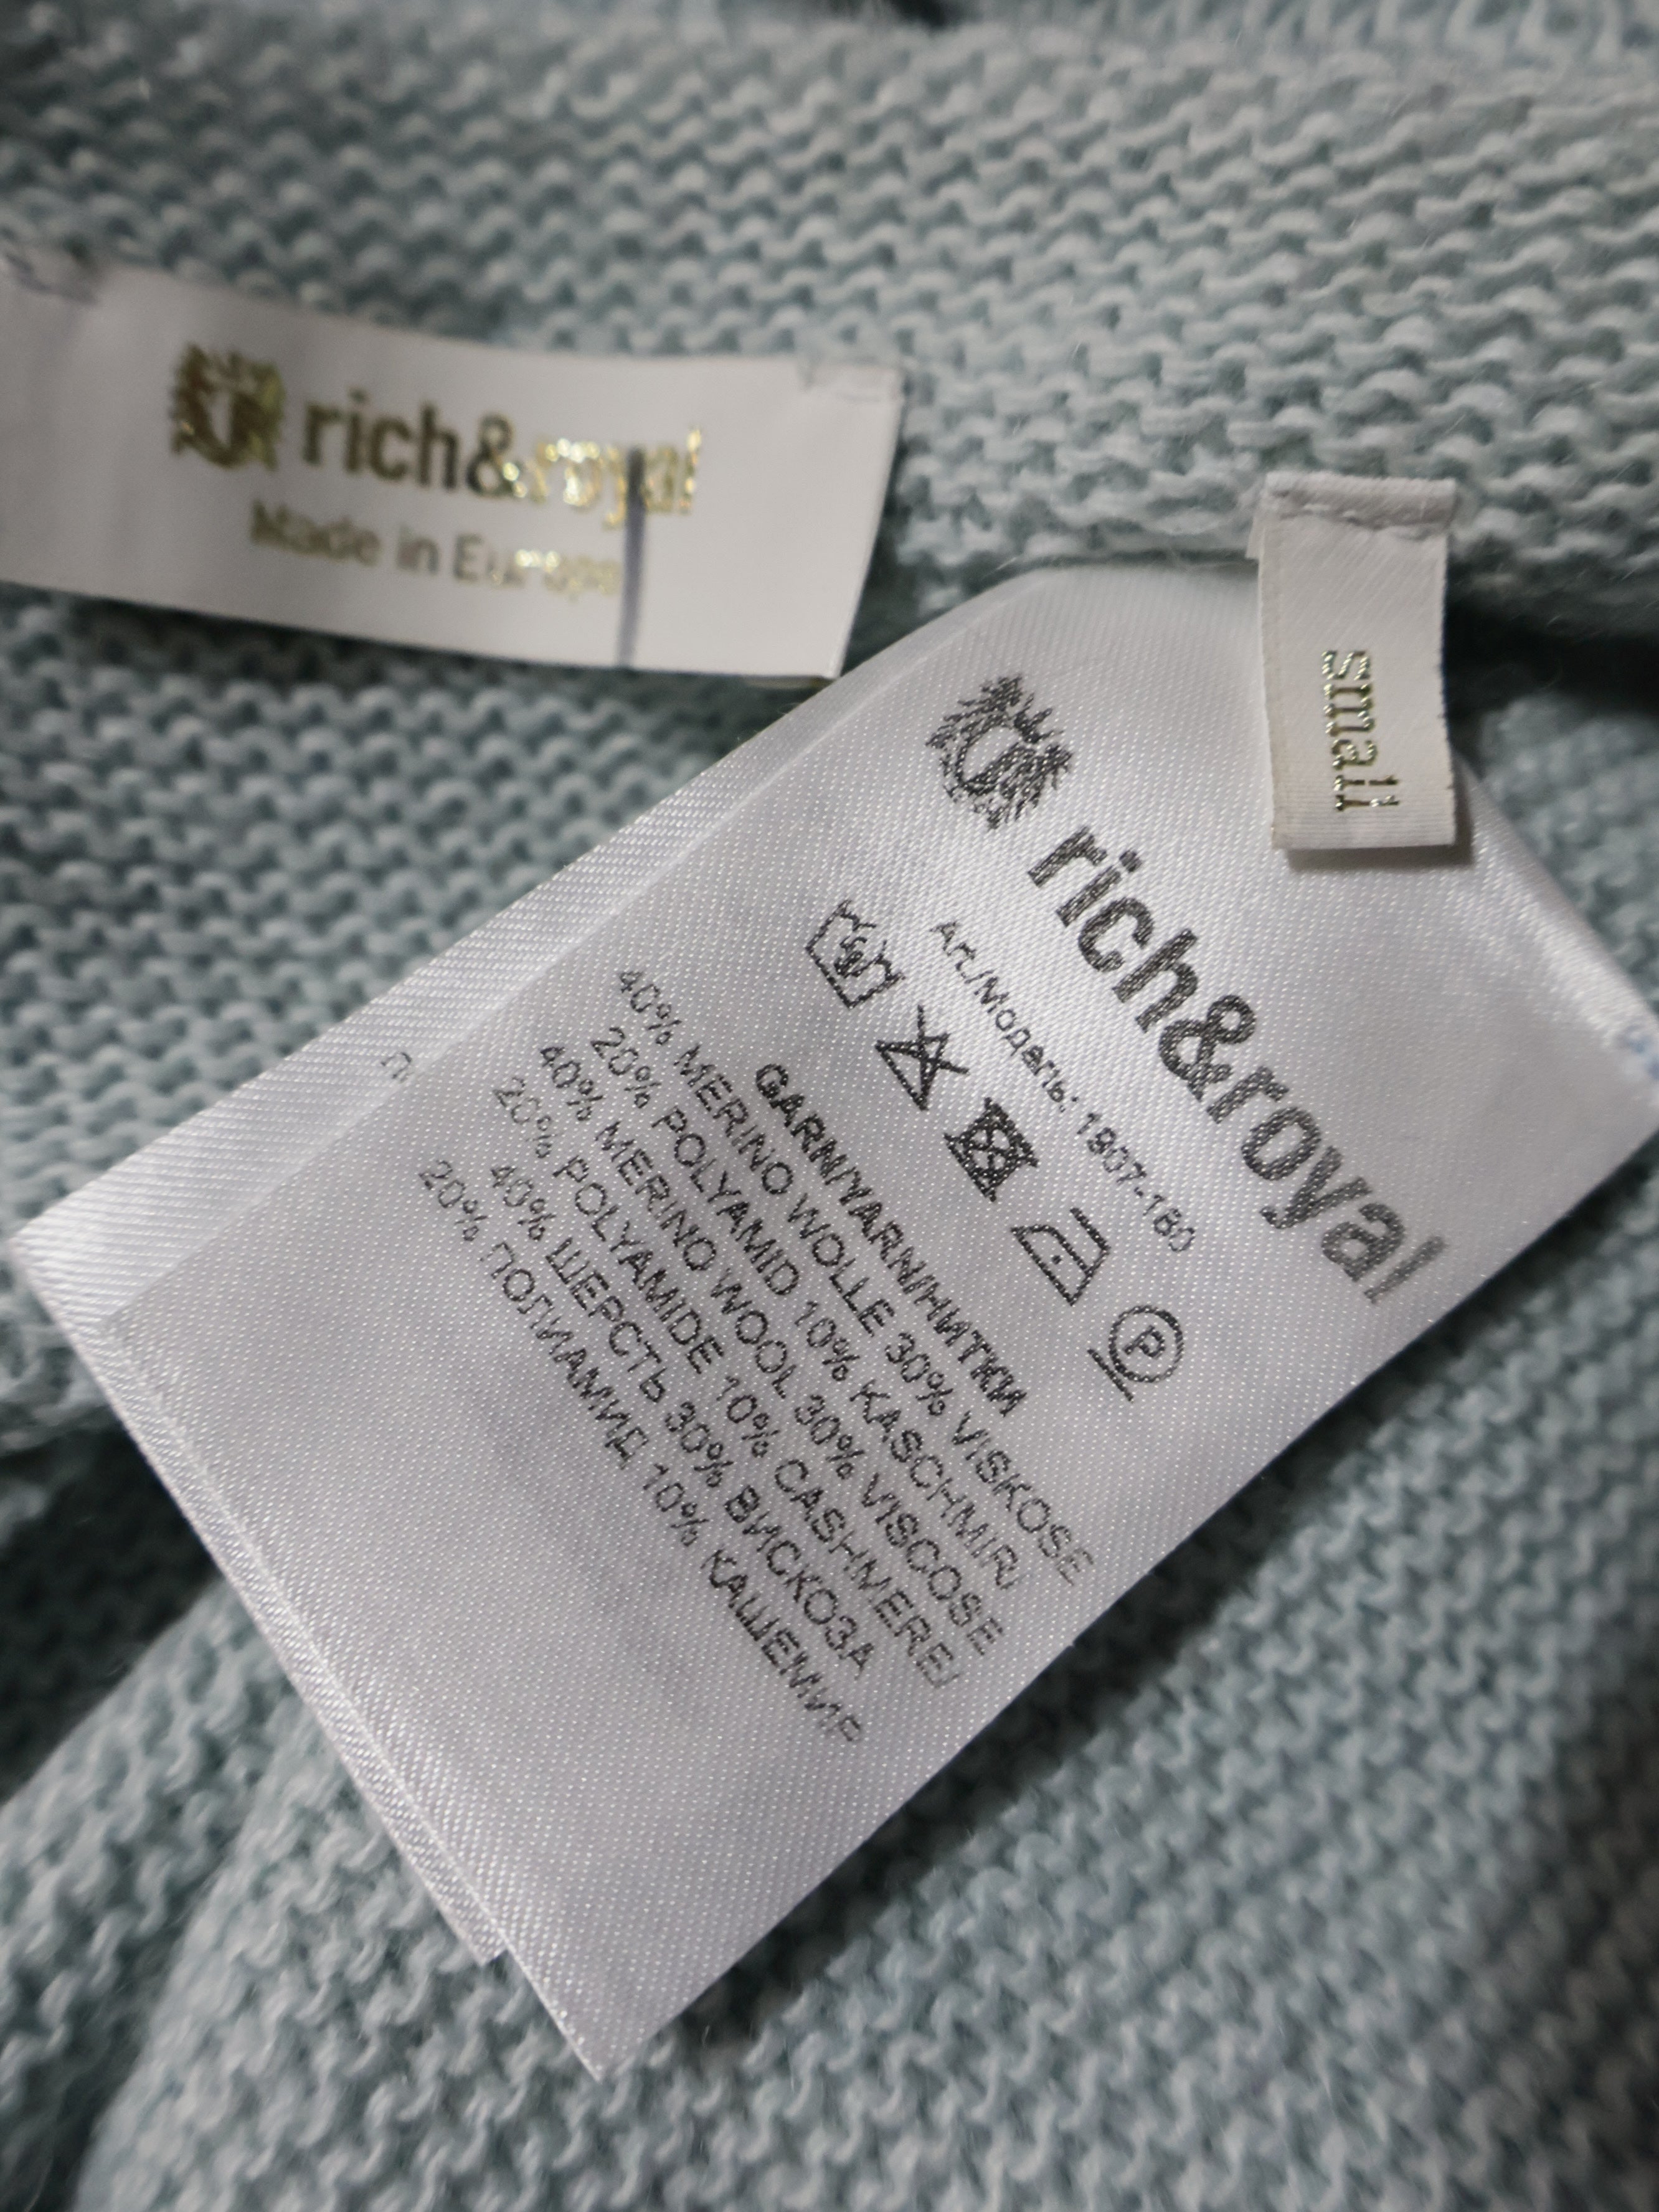 rich&royal
Made in Europe
small
rich&royal
Art./Модель: 1907-180
P
GARN/YARN/НИТКИ
40% MERINO WOLLE 30% VISKOSE
20% POLYAMID 10% KASCHMIR/
40% MERINO WOOL 30% VISCOSE
20% POLYAMIDE 10% CASHMERE/
40% ШЕРСТЬ 30% ВИСКОЗА
20% ПОЛИАМИД 10% КАШЕМИР